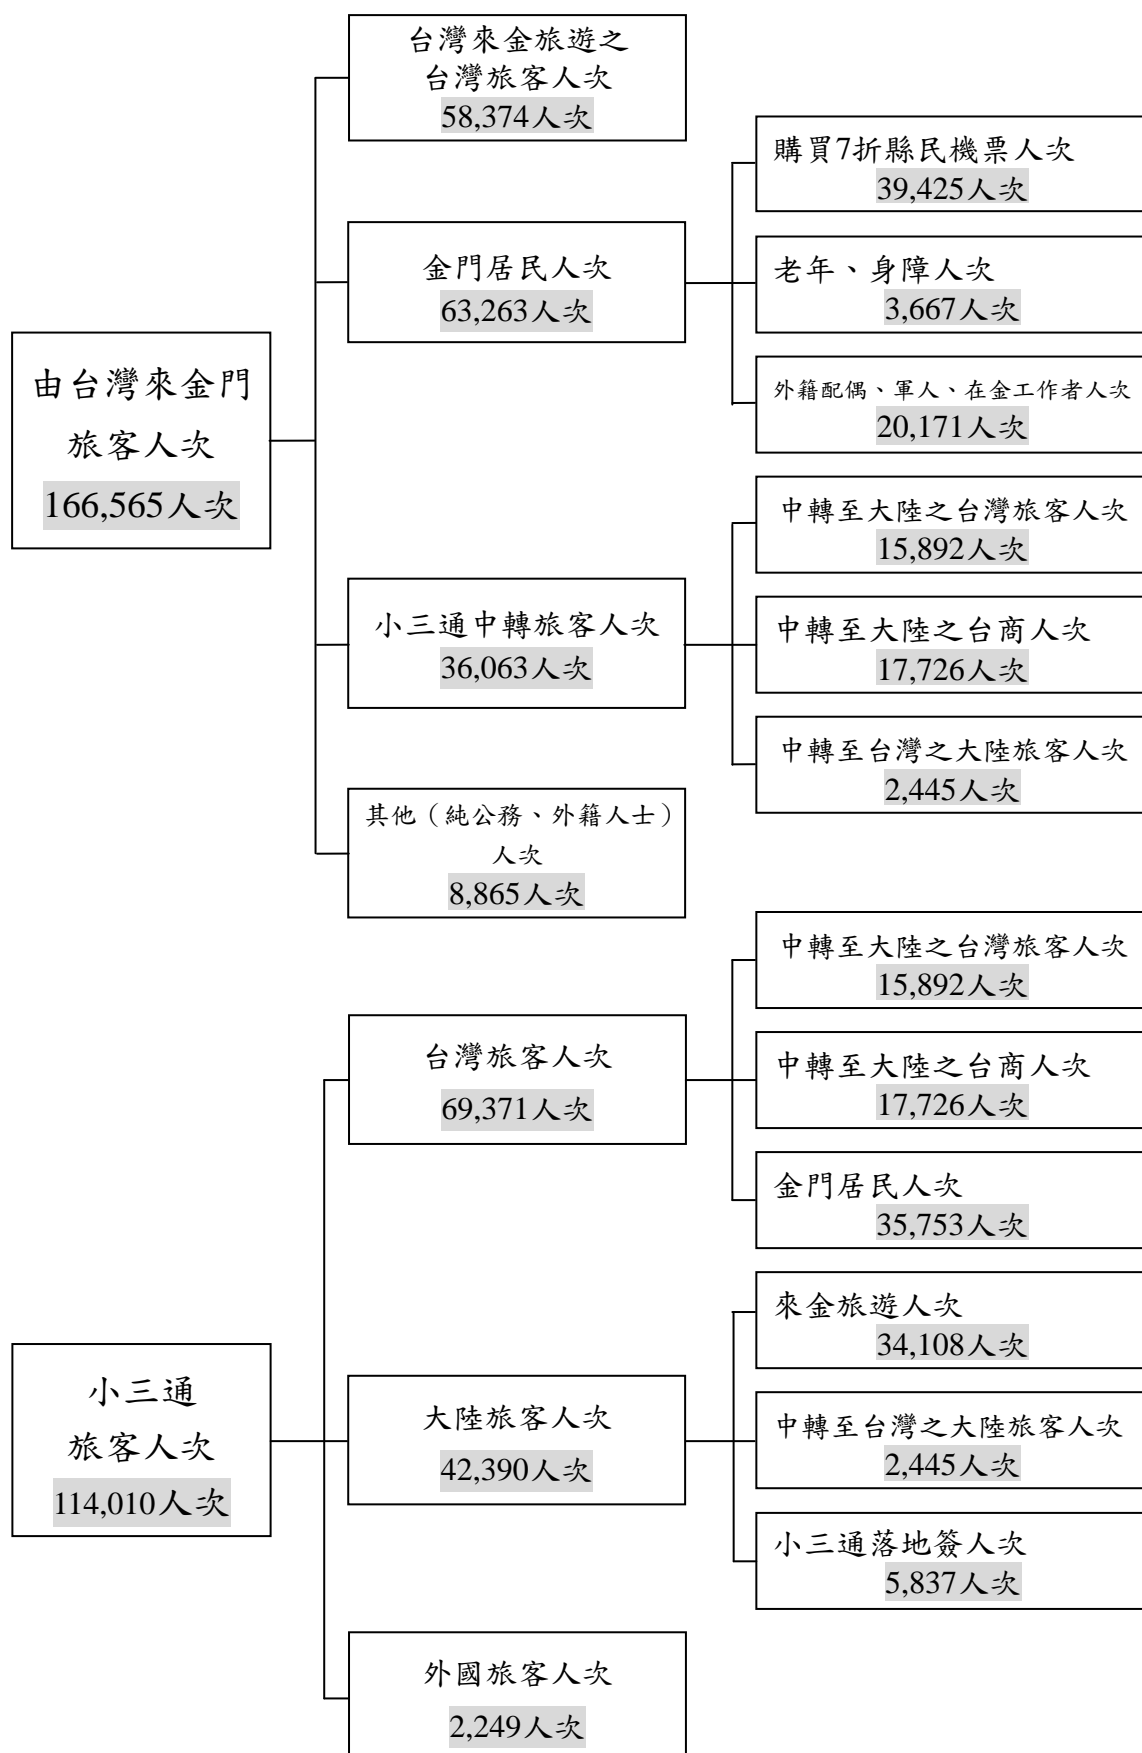 由台灣來金門
旅客人次
166,565人次
台灣來金旅遊之
台灣旅客人次
58,374人次
金門居民人次
63,263人次
購買7折縣民機票人次
39,425人次
老年、身障人次
3,667人次
外籍配偶、軍人、在金工作者人次
20,171人次
小三通中轉旅客人次
36,063人次
中轉至大陸之台灣旅客人次
15,892人次
中轉至大陸之台商人次
17,726人次
中轉至台灣之大陸旅客人次
2,445人次
其他（純公務、外籍人士）
人次
8,865人次
小三通
旅客人次
114,010人次
台灣旅客人次
69,371人次
中轉至大陸之台灣旅客人次
15,892人次
中轉至大陸之台商人次
17,726人次
金門居民人次
35,753人次
大陸旅客人次
42,390人次
來金旅遊人次
34,108人次
中轉至台灣之大陸旅客人次
2,445人次
小三通落地簽人次
5,837人次
外國旅客人次
2,249人次